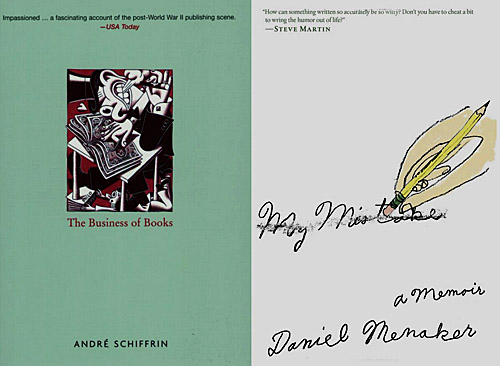 Impassioned ... a fascinating account of the post-World War II publishing scene.
—USA Today
The Business of Books
ANDRÉ SCHIFFRIN
"How can something written so accurately be so witty? Don't you have to cheat a bit
to wring the humor out of life?"
—STEVE MARTIN
My Mistake
a Memoir
Daniel Menaker